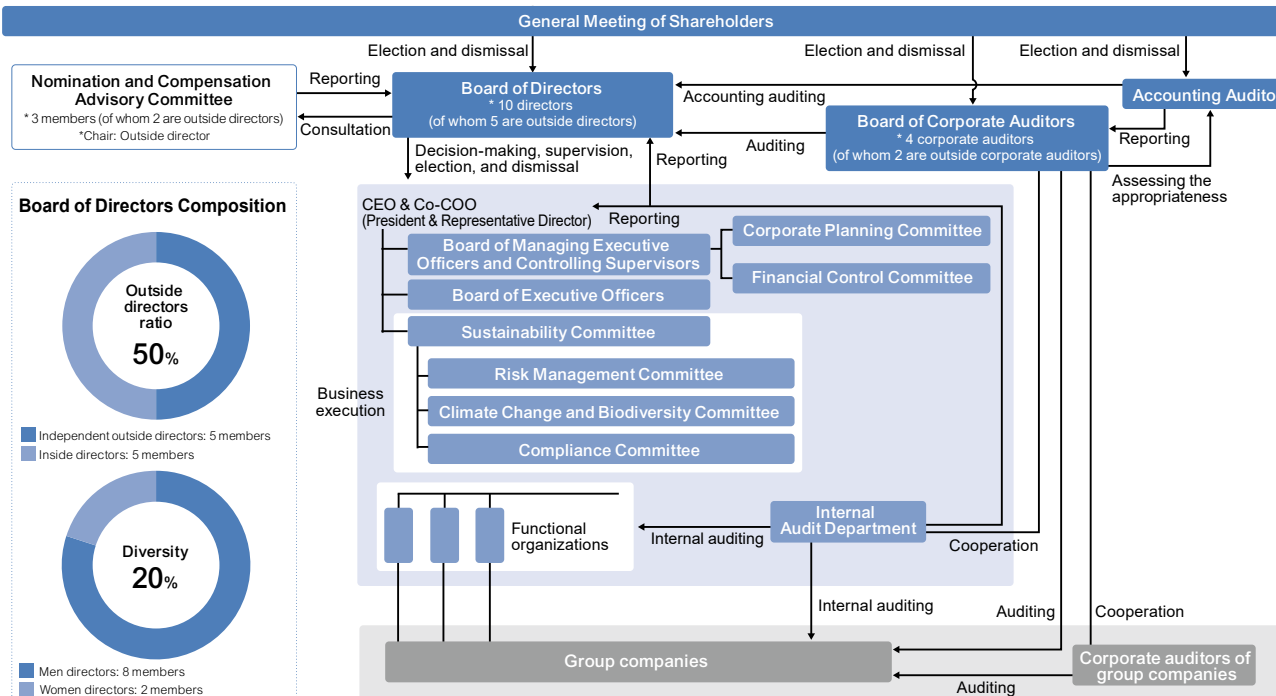 General Meeting of Shareholders
Election and dismissal
Election and dismissal
Election and dismissal
Nomination and Compensation
Advisory Committee
* 3 members (of whom 2 are outside directors)
*Chair: Outside director
Reporting
Consultation
Board of Directors
* 10 directors
(of whom 5 are outside directors)
Accounting auditing
Accounting Audito
Board of Corporate Auditors
* 4 corporate auditors
(of whom 2 are outside corporate auditors)
Reporting
Auditing
Assessing the
appropriateness
Decision-making, supervision,
election, and dismissal
Reporting
Board of Directors Composition
Outside
directors
ratio
50%
Independent outside directors: 5 members
Inside directors: 5 members
Diversity
20%
Men directors: 8 members
Women directors: 2 members
CEO & Co-COO
(President & Representative Director)
Reporting
Board of Managing Executive
Officers and Controlling Supervisors
Corporate Planning Committee
Financial Control Committee
Board of Executive Officers
Sustainability Committee
Risk Management Committee
Climate Change and Biodiversity Committee
Compliance Committee
Business
execution
Functional
organizations
Internal auditing
Internal
Audit Department
Cooperation
Internal auditing
Auditing
Cooperation
Group companies
Corporate auditors of
group companies
Auditing